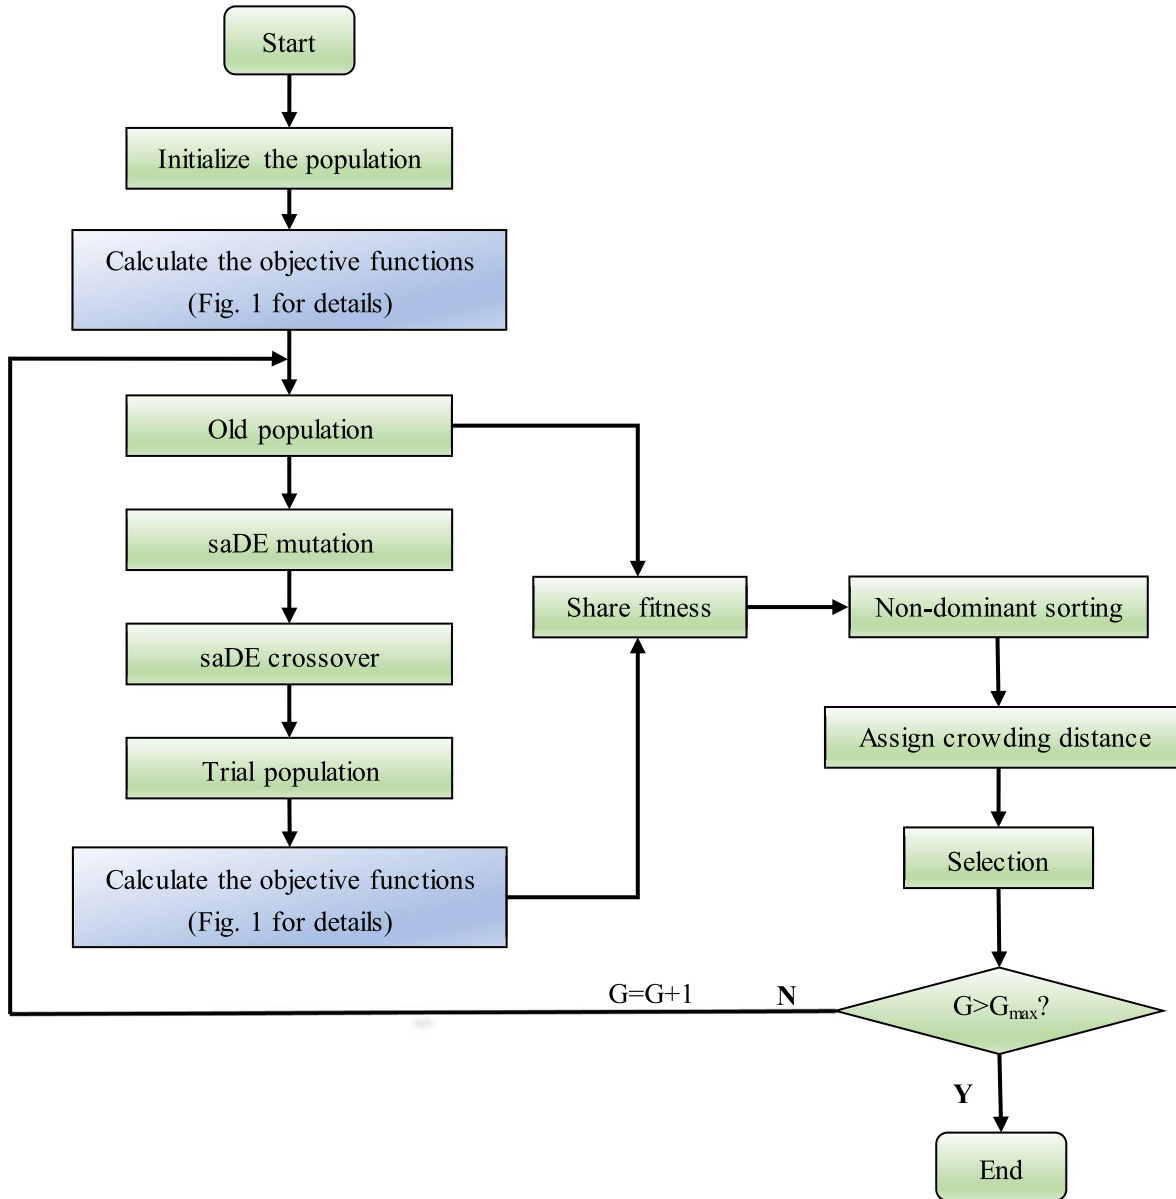 Start
Initialize the population
Calculate the objective functions
(Fig. 1 for details)
Old population
saDE mutation
saDE crossover
Trial population
Calculate the objective functions
(Fig. 1 for details)
Share fitness
Non-dominant sorting
Assign crowding distance
Selection
G>Gmax?
G=G+1
N
Y
End